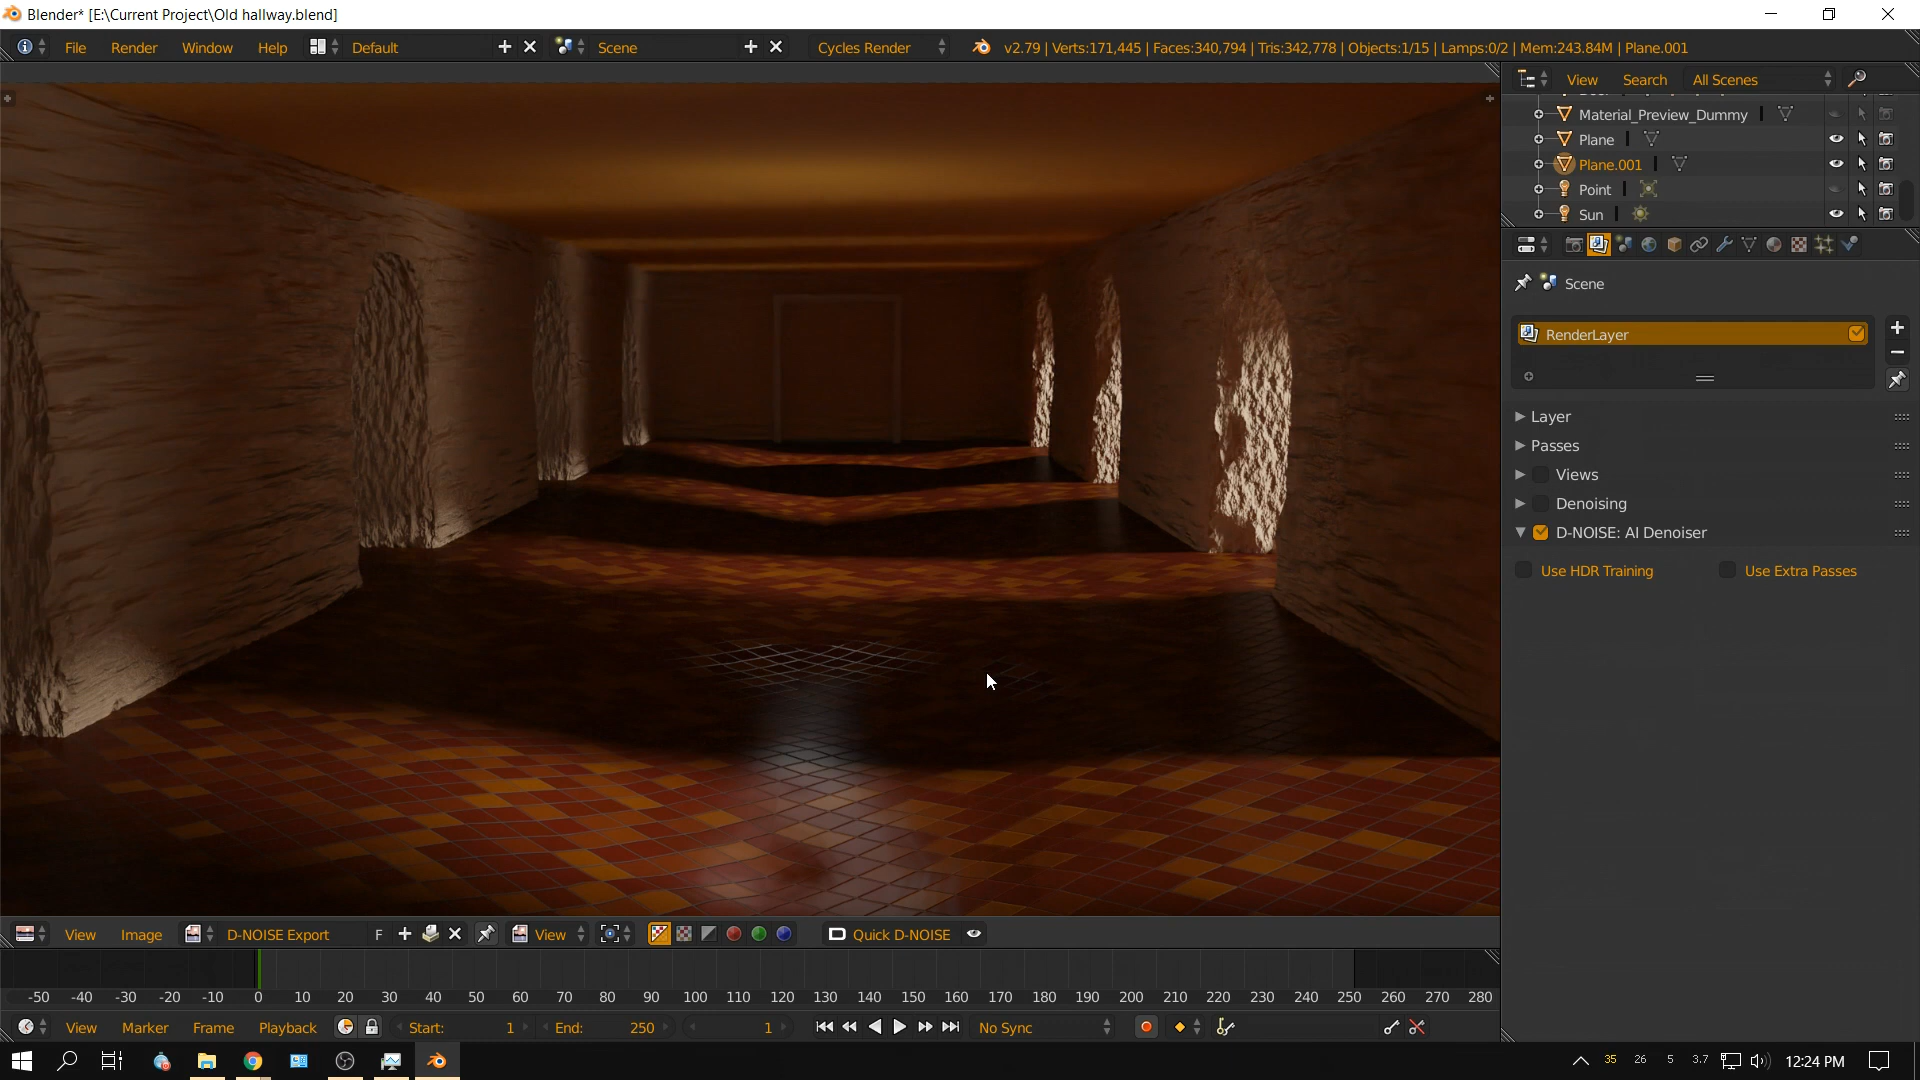 Blender* [E:\Current Project\Old hallway.blend]
File Render Window Help Default Scene Cycles Render v2.79 | Verts:171,445 | Faces:340,794 | Tris:342,778 | Objects:1/15 | Lamps:0/2 | Mem:243.84M | Plane.001
View Search All Scenes
Material_Preview_Dummy
Plane
Plane.001
Point
Sun
Scene
RenderLayer
Layer
Passes
Views
Denoising
D-NOISE: AI Denoiser
Use HDR Training Use Extra Passes
View Image D-NOISE Export F View Quick D-NOISE
-50 -40 -30 -20 -10 0 10 20 30 40 50 60 70 80 90 100 110 120 130 140 150 160 170 180 190 200 210 220 230 240 250 260 270 280
View Marker Frame Playback Start: 1 End: 250 1 No Sync
35 26 5 3.7 12:24 PM